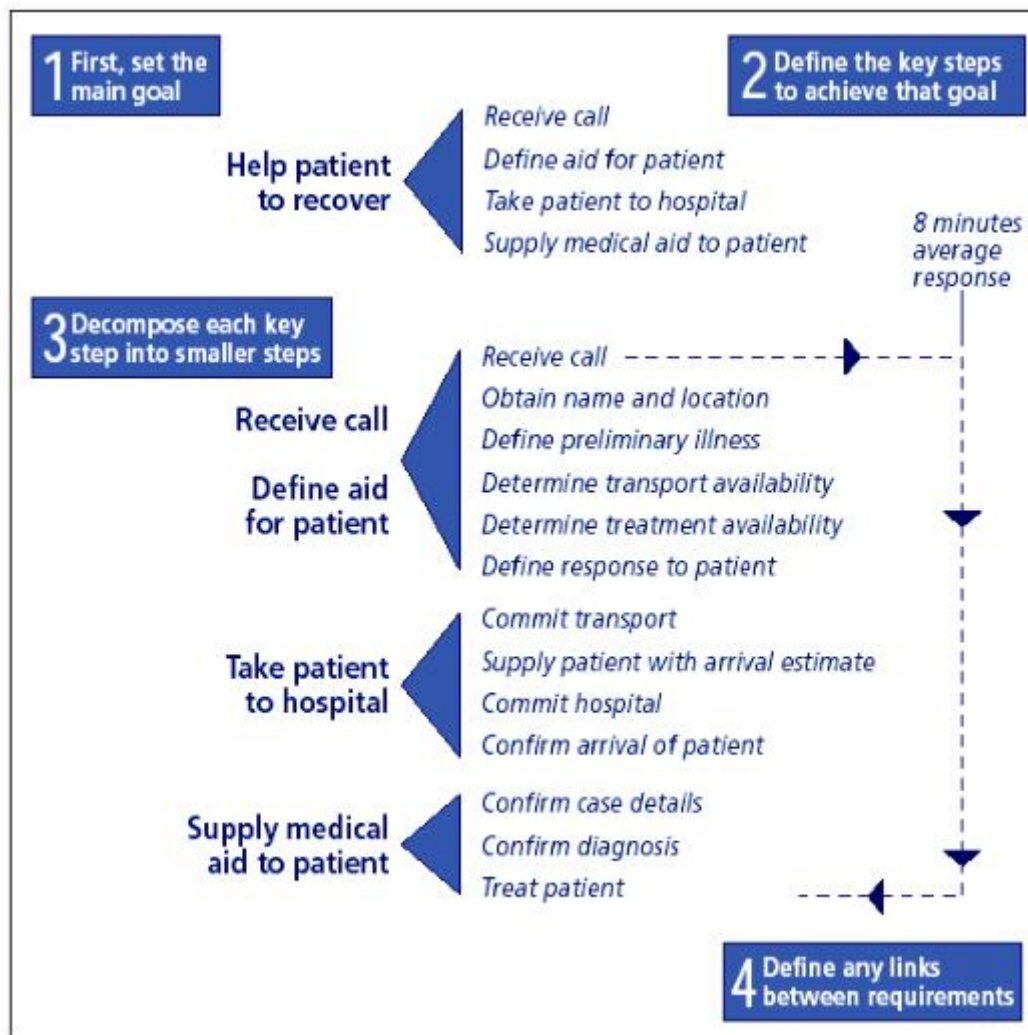 1 First, set the
main goal
2 Define the key steps
to achieve that goal
Help patient
to recover
Receive call
Define aid for patient
Take patient to hospital
Supply medical aid to patient
8 minutes
average
response
3 Decompose each key
step into smaller steps
Receive call
Define aid
for patient
Receive call
Obtain name and location
Define preliminary illness
Determine transport availability
Determine treatment availability
Define response to patient
Take patient
to hospital
Commit transport
Supply patient with arrival estimate
Commit hospital
Confirm arrival of patient
Supply medical
aid to patient
Confirm case details
Confirm diagnosis
Treat patient
4 Define any links
between requirements